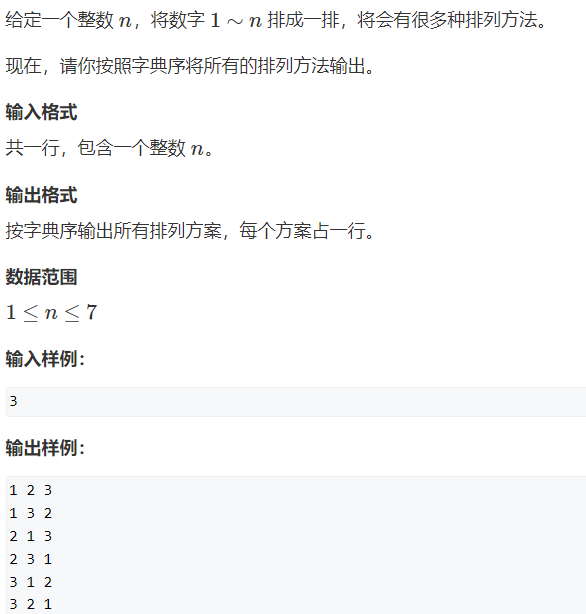 给定一个整数 n，将数字 1 ∼ n 排成一排，将会有很多种排列方法。
现在，请你按照字典序将所有的排列方法输出。
输入格式
共一行，包含一个整数 n。
输出格式
按字典序输出所有排列方案，每个方案占一行。
数据范围
1 ≤ n ≤ 7
输入样例：
3
输出样例：
1 2 3
1 3 2
2 1 3
2 3 1
3 1 2
3 2 1